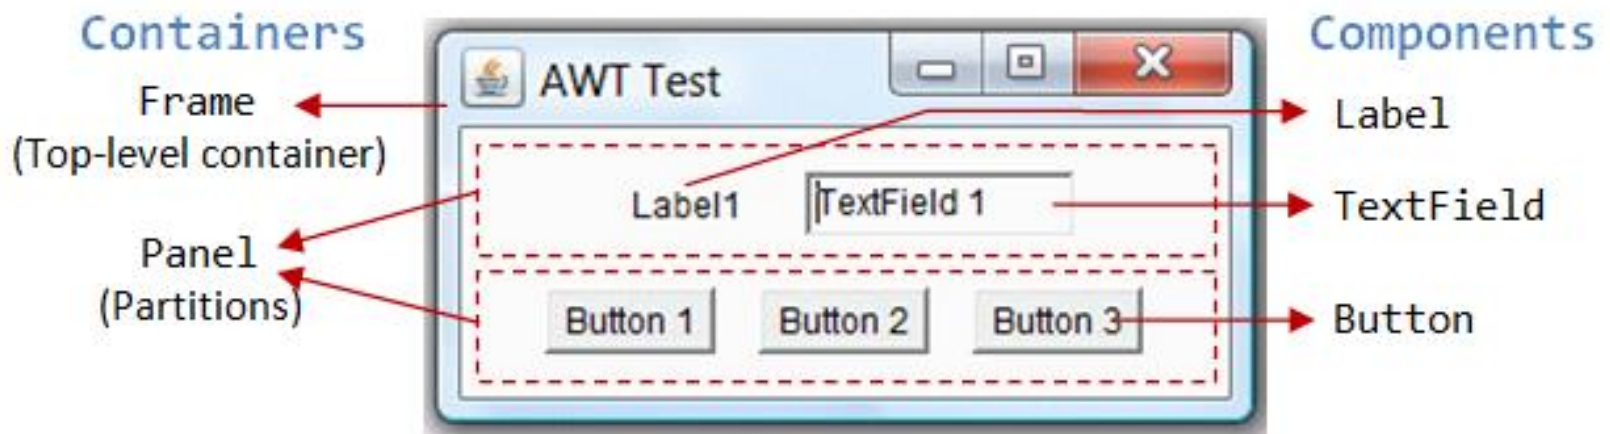 Containers
Components
Frame
(Top-level container)
Panel
(Partitions)
AWT Test
Label1
TextField 1
Button 1
Button 2
Button 3
Label
TextField
Button